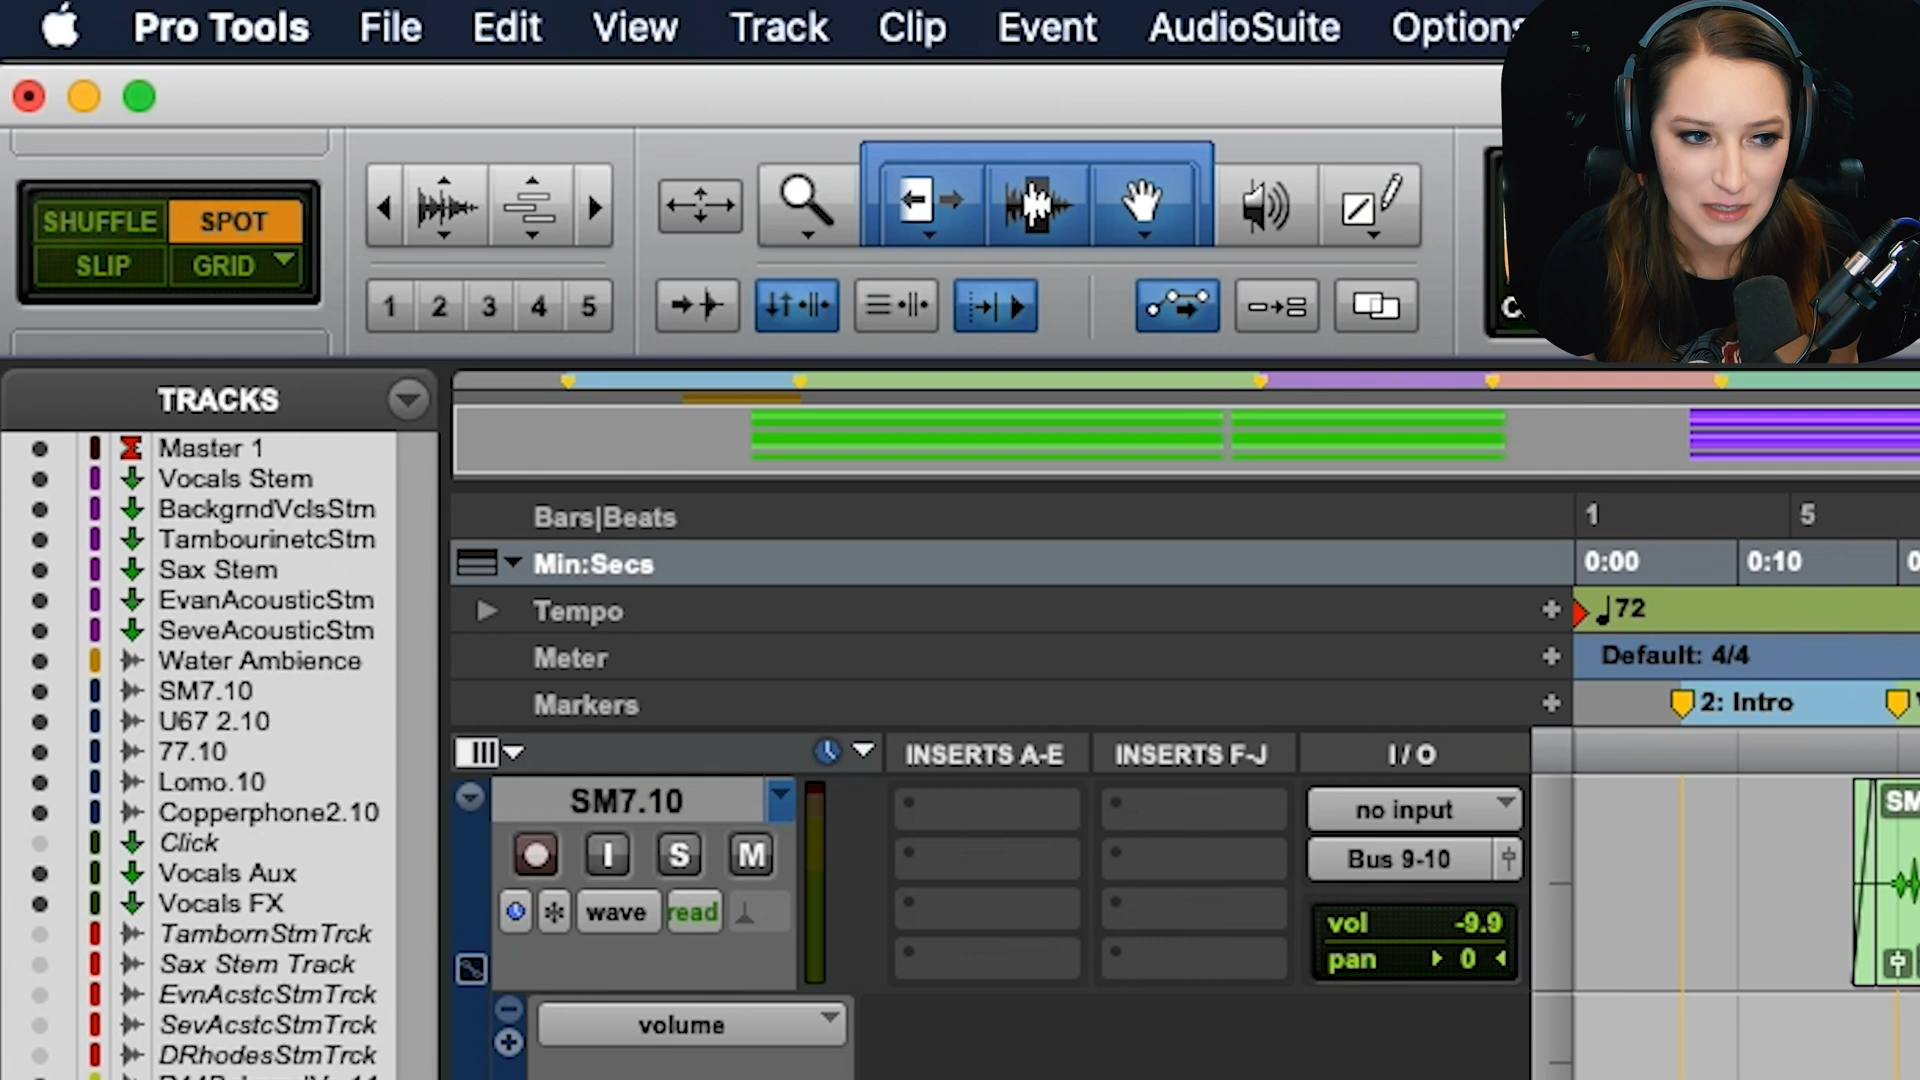 Pro Tools File Edit View Track Clip Event AudioSuite Options
SHUFFLE SPOT
SLIP GRID
1 2 3 4 5
TRACKS
Master 1
Vocals Stem
BackgrndVclsStm
TambourinetcStm
Sax Stem
EvanAcousticStm
SeveAcousticStm
Water Ambience
SM7.10
U67 2.10
77.10
Lomo.10
Copperphone2.10
Click
Vocals Aux
Vocals FX
TambornStmTrck
Sax Stem Track
EvnAcstcStmTrck
SevAcstcStmTrck
DRhodesStmTrck
Bars|Beats 1 5
Min:Secs 0:00 0:10
Tempo 72
Meter Default: 4/4
Markers 2: Intro
INSERTS A-E INSERTS F-J I / O
SM7.10 no input
I S M Bus 9-10
wave read vol -9.9
pan 0
volume
SM